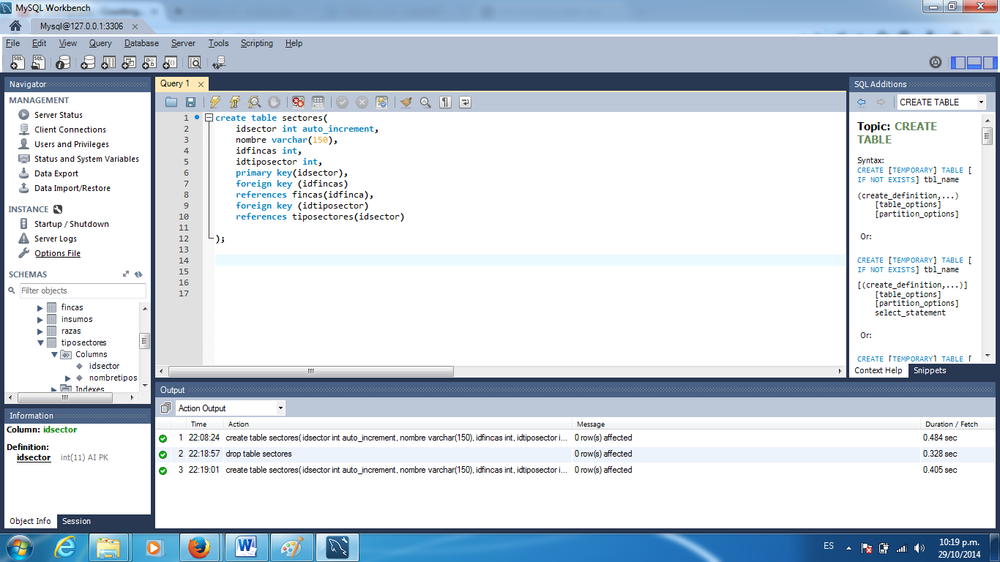 MySQL Workbench
Mysql@127.0.0.1:3306
File Edit View Query Database Server Tools Scripting Help
Navigator
MANAGEMENT
Server Status
Client Connections
Users and Privileges
Status and System Variables
Data Export
Data Import/Restore
INSTANCE
Startup / Shutdown
Server Logs
Options File
SCHEMAS
Filter objects
fincas
insumos
razas
tiposectores
Columns
idsector
nombretipos
Indexes
Information
Column: idsector
Definition:
idsector int(11) AI PK
Object Info Session
Query 1
1 create table sectores(
2 idsector int auto_increment,
3 nombre varchar(150),
4 idfincas int,
5 idtiposector int,
6 primary key(idsector),
7 foreign key (idfincas)
8 references fincas(idfinca),
9 foreign key (idtiposector)
10 references tiposectores(idsector)
11
12 );
13
14
15
16
17
SQL Additions
CREATE TABLE
Topic: CREATE
TABLE
Syntax:
CREATE [TEMPORARY] TABLE [
IF NOT EXISTS] tbl_name
(create_definition,...)
[table_options]
[partition_options]
Or:
CREATE [TEMPORARY] TABLE [
IF NOT EXISTS] tbl_name
[(create_definition,...)]
[table_options]
[partition_options]
select_statement
Or:
CREATE [TEMPORARY] TABLE [
Context Help Snippets
Output
Action Output
Time Action Message Duration / Fetch
1 22:08:24 create table sectores( idsector int auto_increment, nombre varchar(150), idfincas int, idtiposector i... 0 row(s) affected 0.484 sec
2 22:18:57 drop table sectores 0 row(s) affected 0.328 sec
3 22:19:01 create table sectores( idsector int auto_increment, nombre varchar(150), idfincas int, idtiposector i... 0 row(s) affected 0.405 sec
ES
10:19 p.m.
29/10/2014